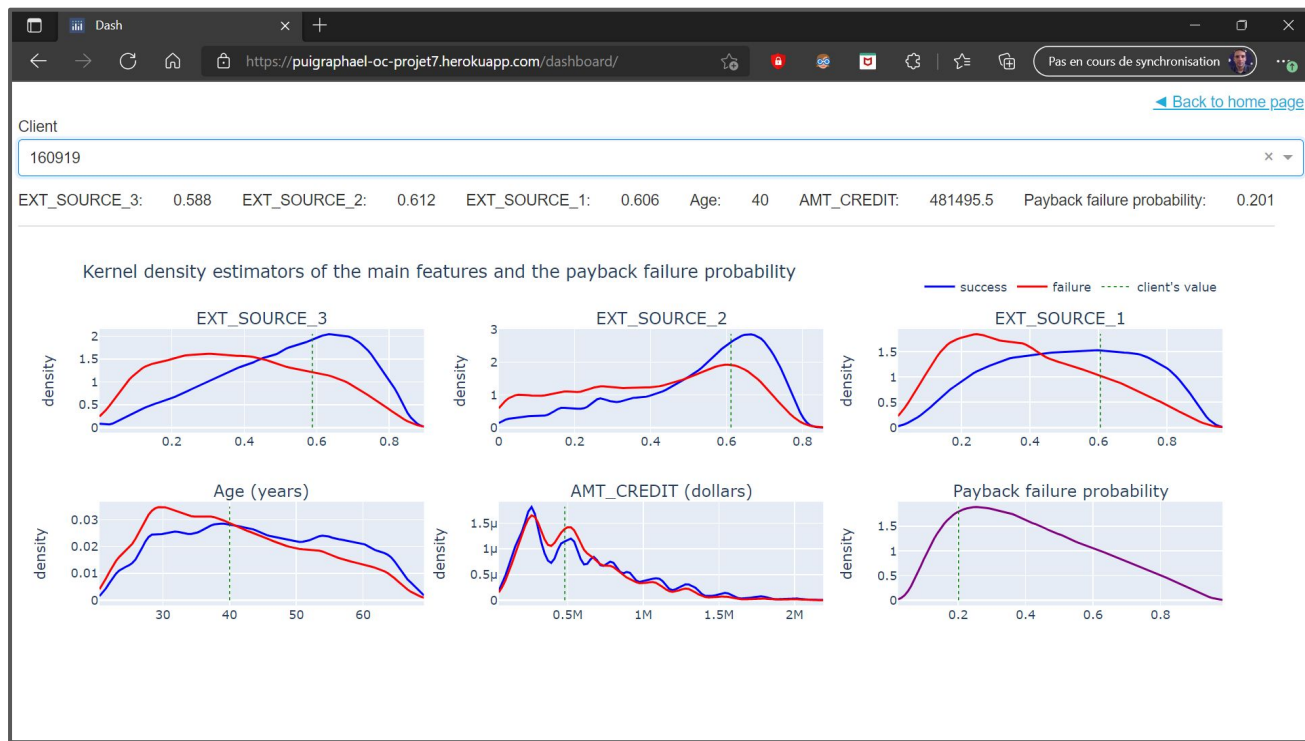 Dash
https://puigraphael-oc-projet7.herokuapp.com/dashboard/
Pas en cours de synchronisation
◄ Back to home page
Client
160919
EXT_SOURCE_3: 0.588 EXT_SOURCE_2: 0.612 EXT_SOURCE_1: 0.606 Age: 40 AMT_CREDIT: 481495.5 Payback failure probability: 0.201
Kernel density estimators of the main features and the payback failure probability
success failure client's value
EXT_SOURCE_3
density
2
1.5
1
0.5
0
0.2 0.4 0.6 0.8
EXT_SOURCE_2
density
3
2
1
0
0 0.2 0.4 0.6 0.8
EXT_SOURCE_1
density
1.5
1
0.5
0
0.2 0.4 0.6 0.8
Age (years)
density
0.03
0.02
0.01
0
30 40 50 60
AMT_CREDIT (dollars)
density
1.5µ
1µ
0.5µ
0
0.5M 1M 1.5M 2M
Payback failure probability
density
1.5
1
0.5
0
0.2 0.4 0.6 0.8